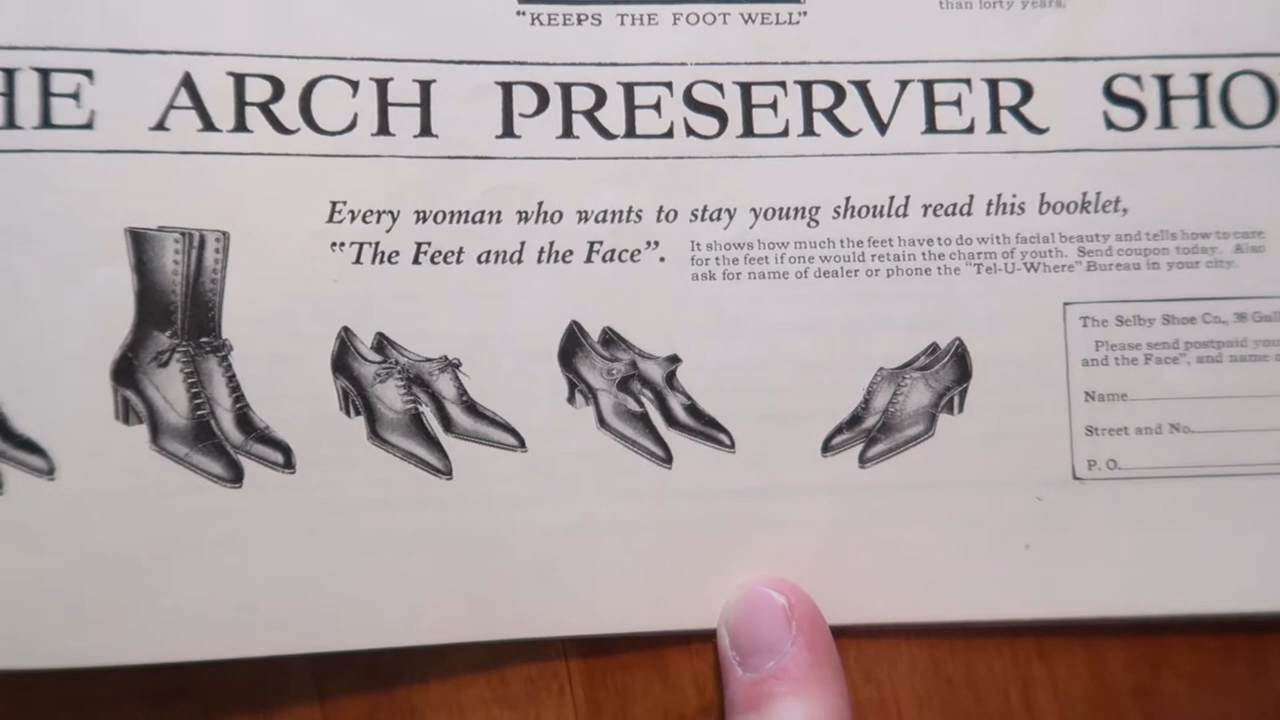 "KEEPS THE FOOT WELL"
than forty years.
HE ARCH PRESERVER SHO
Every woman who wants to stay young should read this booklet,
"The Feet and the Face".
It shows how much the feet have to do with facial beauty and tells how to care
for the feet if one would retain the charm of youth. Send coupon today. Also
ask for name of dealer or phone the "Tel-U-Where" Bureau in your city.
The Selby Shoe Co., 38 Gall
Please send postpaid you
and the Face", and name
Name
Street and No.
P. O.